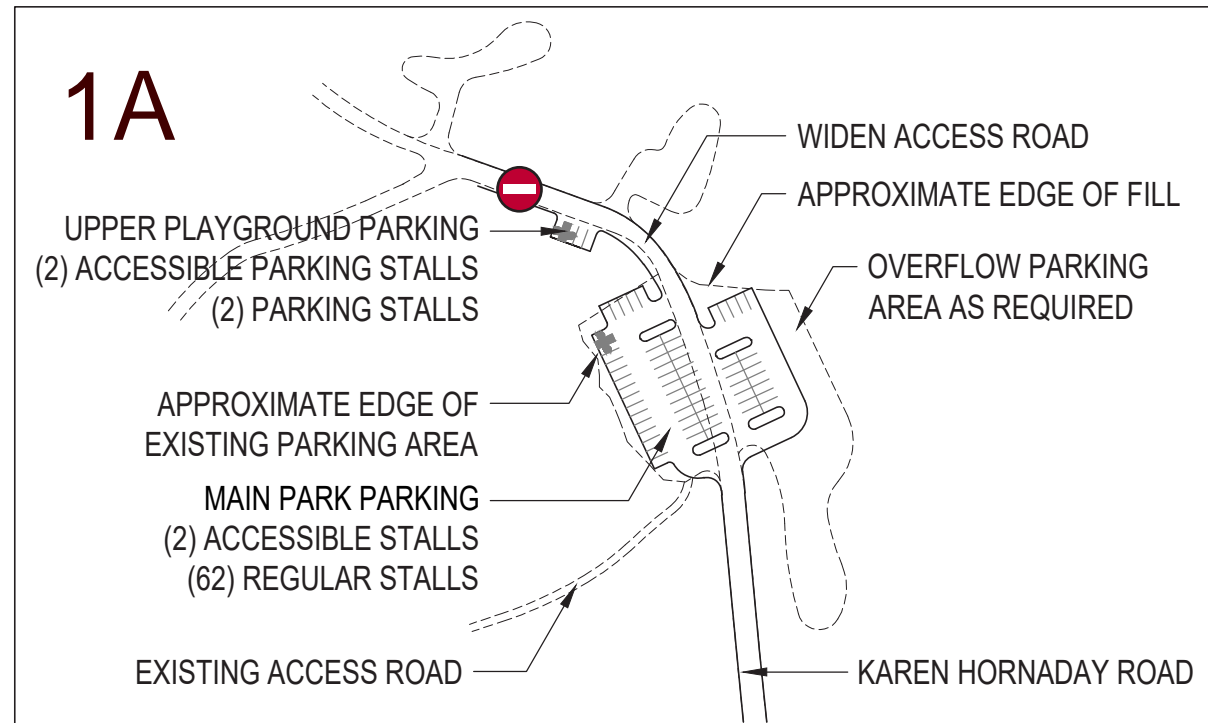 1A
WIDEN ACCESS ROAD
APPROXIMATE EDGE OF FILL
UPPER PLAYGROUND PARKING
(2) ACCESSIBLE PARKING STALLS
(2) PARKING STALLS
OVERFLOW PARKING
AREA AS REQUIRED
APPROXIMATE EDGE OF
EXISTING PARKING AREA
MAIN PARK PARKING
(2) ACCESSIBLE STALLS
(62) REGULAR STALLS
EXISTING ACCESS ROAD
KAREN HORNADAY ROAD